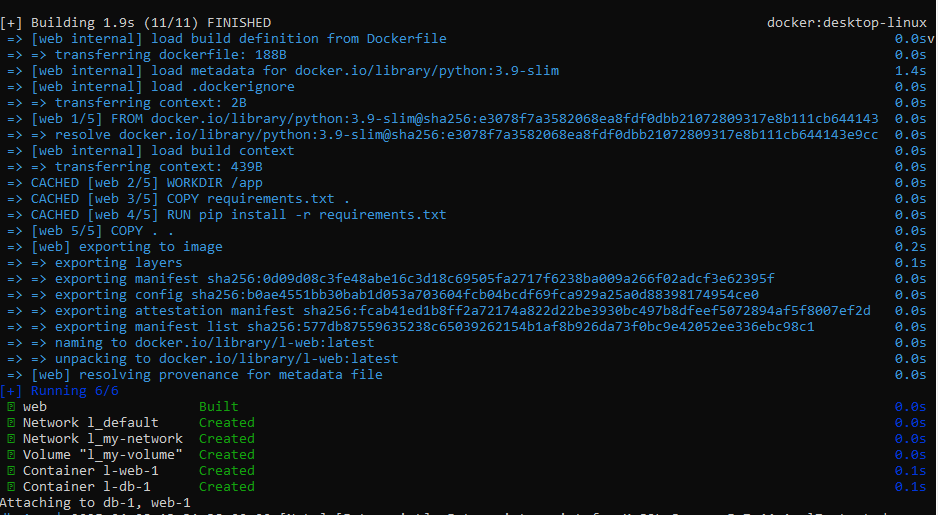 [+] Building 1.9s (11/11) FINISHED docker:desktop-linux
=> [web internal] load build definition from Dockerfile 0.0sv
=> => transferring dockerfile: 188B 0.0s
=> [web internal] load metadata for docker.io/library/python:3.9-slim 1.4s
=> [web internal] load .dockerignore 0.0s
=> => transferring context: 2B 0.0s
=> [web 1/5] FROM docker.io/library/python:3.9-slim@sha256:e3078f7a3582068ea8fdf0dbb21072809317e8b111cb644143 0.0s
=> => resolve docker.io/library/python:3.9-slim@sha256:e3078f7a3582068ea8fdf0dbb21072809317e8b111cb644143e9cc 0.0s
=> [web internal] load build context 0.0s
=> => transferring context: 439B 0.0s
=> CACHED [web 2/5] WORKDIR /app 0.0s
=> CACHED [web 3/5] COPY requirements.txt . 0.0s
=> CACHED [web 4/5] RUN pip install -r requirements.txt 0.0s
=> [web 5/5] COPY . . 0.0s
=> [web] exporting to image 0.2s
=> => exporting layers 0.1s
=> => exporting manifest sha256:0d09d08c3fe48abe16c3d18c69505fa2717f6238ba009a266f02adcf3e62395f 0.0s
=> => exporting config sha256:b0ae4551bb30bab1d053a703604fcb04bcdf69fca929a25a0d88398174954ce0 0.0s
=> => exporting attestation manifest sha256:fcab41ed1b8ff2a72174a822d22be3930bc497b8dfeef5072894af5f8007ef2d 0.0s
=> => exporting manifest list sha256:577db87559635238c65039262154b1af8b926da73f0bc9e42052ee336ebc98c1 0.0s
=> => naming to docker.io/library/l-web:latest 0.0s
=> => unpacking to docker.io/library/l-web:latest 0.0s
=> [web] resolving provenance for metadata file 0.0s
[+] Running 6/6
web Built 0.0s
Network l_default Created 0.0s
Network l_my-network Created 0.0s
Volume "l_my-volume" Created 0.0s
Container l-web-1 Created 0.1s
Container l-db-1 Created 0.1s
Attaching to db-1, web-1